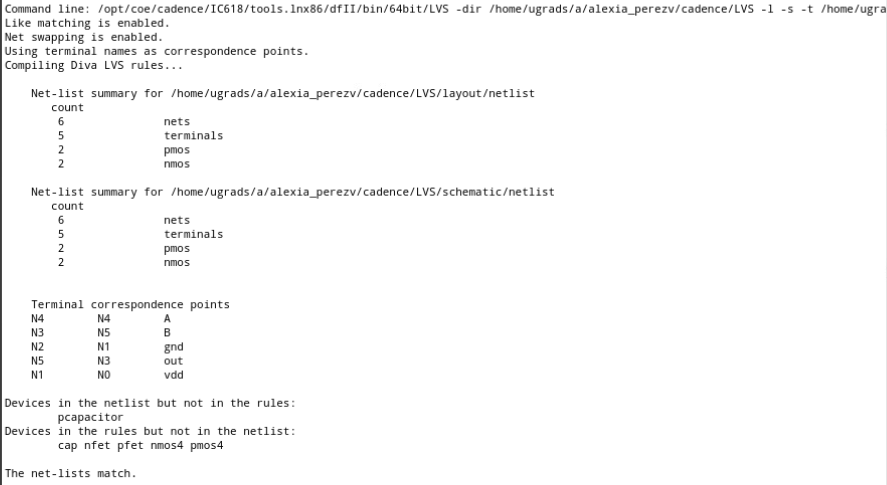 Command line: /opt/coe/cadence/IC618/tools.lnx86/dfII/bin/64bit/LVS -dir /home/ugrads/a/alexia_perezv/cadence/LVS -l -s -t /home/ugra
Like matching is enabled.
Net swapping is enabled.
Using terminal names as correspondence points.
Compiling Diva LVS rules...
Net-list summary for /home/ugrads/a/alexia_perezv/cadence/LVS/layout/netlist
count
6 nets
5 terminals
2 pmos
2 nmos
Net-list summary for /home/ugrads/a/alexia_perezv/cadence/LVS/schematic/netlist
count
6 nets
5 terminals
2 pmos
2 nmos
Terminal correspondence points
N4 N4 A
N3 N5 B
N2 N1 gnd
N5 N3 out
N1 N0 vdd
Devices in the netlist but not in the rules:
pcapacitor
Devices in the rules but not in the netlist:
cap nfet pfet nmos4 pmos4
The net-lists match.